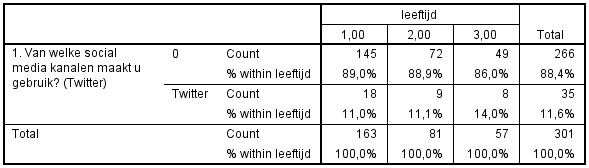 leeftijd
1,00 2,00 3,00 Total
1. Van welke social media kanalen maakt u gebruik? (Twitter) 0 Count 145 72 49 266
% within leeftijd 89,0% 88,9% 86,0% 88,4%
Twitter Count 18 9 8 35
% within leeftijd 11,0% 11,1% 14,0% 11,6%
Total Count 163 81 57 301
% within leeftijd 100,0% 100,0% 100,0% 100,0%